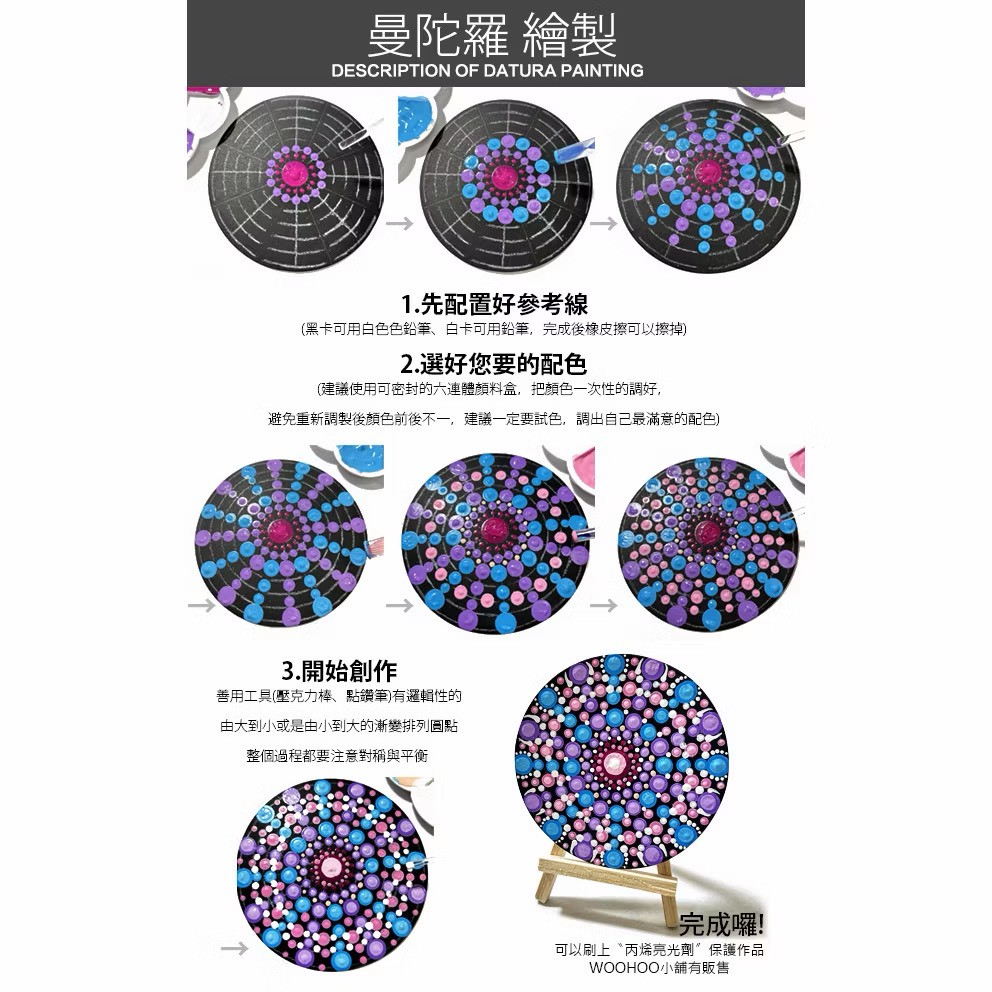 曼陀羅 繪製
DESCRIPTION OF DATURA PAINTING
1.先配置好參考線
(黑卡可用白色色鉛筆、白卡可用鉛筆，完成後橡皮擦可以擦掉)
2.選好您要的配色
(建議使用可密封的六連體顏料盒，把顏色一次性的調好，
避免重新調製後顏色前後不一，建議一定要試色，調出自己最滿意的配色)
3.開始創作
善用工具(壓克力棒、點鑽筆)有邏輯性的
由大到小或是由小到大的漸變排列圓點
整個過程都要注意對稱與平衡
完成囉!
可以刷上〝丙烯亮光劑〞保護作品
WOOHOO小舖有販售